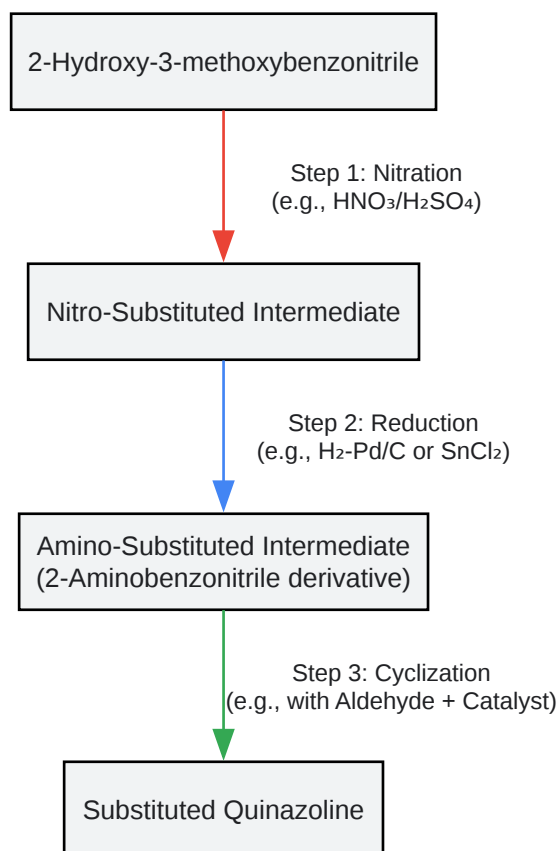 2-Hydroxy-3-methoxybenzonitrile
Step 1: Nitration
(e.g., HNO₃/H₂SO₄)
Nitro-Substituted Intermediate
Step 2: Reduction
(e.g., H₂-Pd/C or SnCl₂)
Amino-Substituted Intermediate
(2-Aminobenzonitrile derivative)
Step 3: Cyclization
(e.g., with Aldehyde + Catalyst)
Substituted Quinazoline